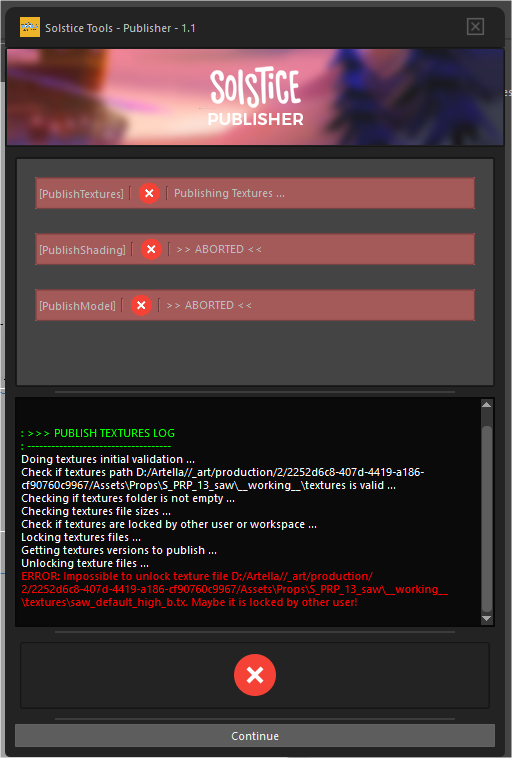 Solstice Tools - Publisher - 1.1
SOLSTICE
PUBLISHER
[PublishTextures] | | Publishing Textures ...
[PublishShading] | | >> ABORTED <<
[PublishModel] | | >> ABORTED <<
: >>> PUBLISH TEXTURES LOG
: -----------------------------------
Doing textures initial validation ...
Check if textures path D:/Artella//_art/production/2/2252d6c8-407d-4419-a186-
cf90760c9967/Assets\Props\S_PRP_13_saw\__working__\textures is valid ...
Checking if textures folder is not empty ...
Checking textures file sizes ...
Check if textures are locked by other user or workspace ...
Locking textures files ...
Getting textures versions to publish ...
Unlocking texture files ...
ERROR: Impossible to unlock texture file D:/Artella//_art/production/
2/2252d6c8-407d-4419-a186-cf90760c9967/Assets\Props\S_PRP_13_saw\__working__
\textures\saw_default_high_b.tx. Maybe it is locked by other user!
Continue